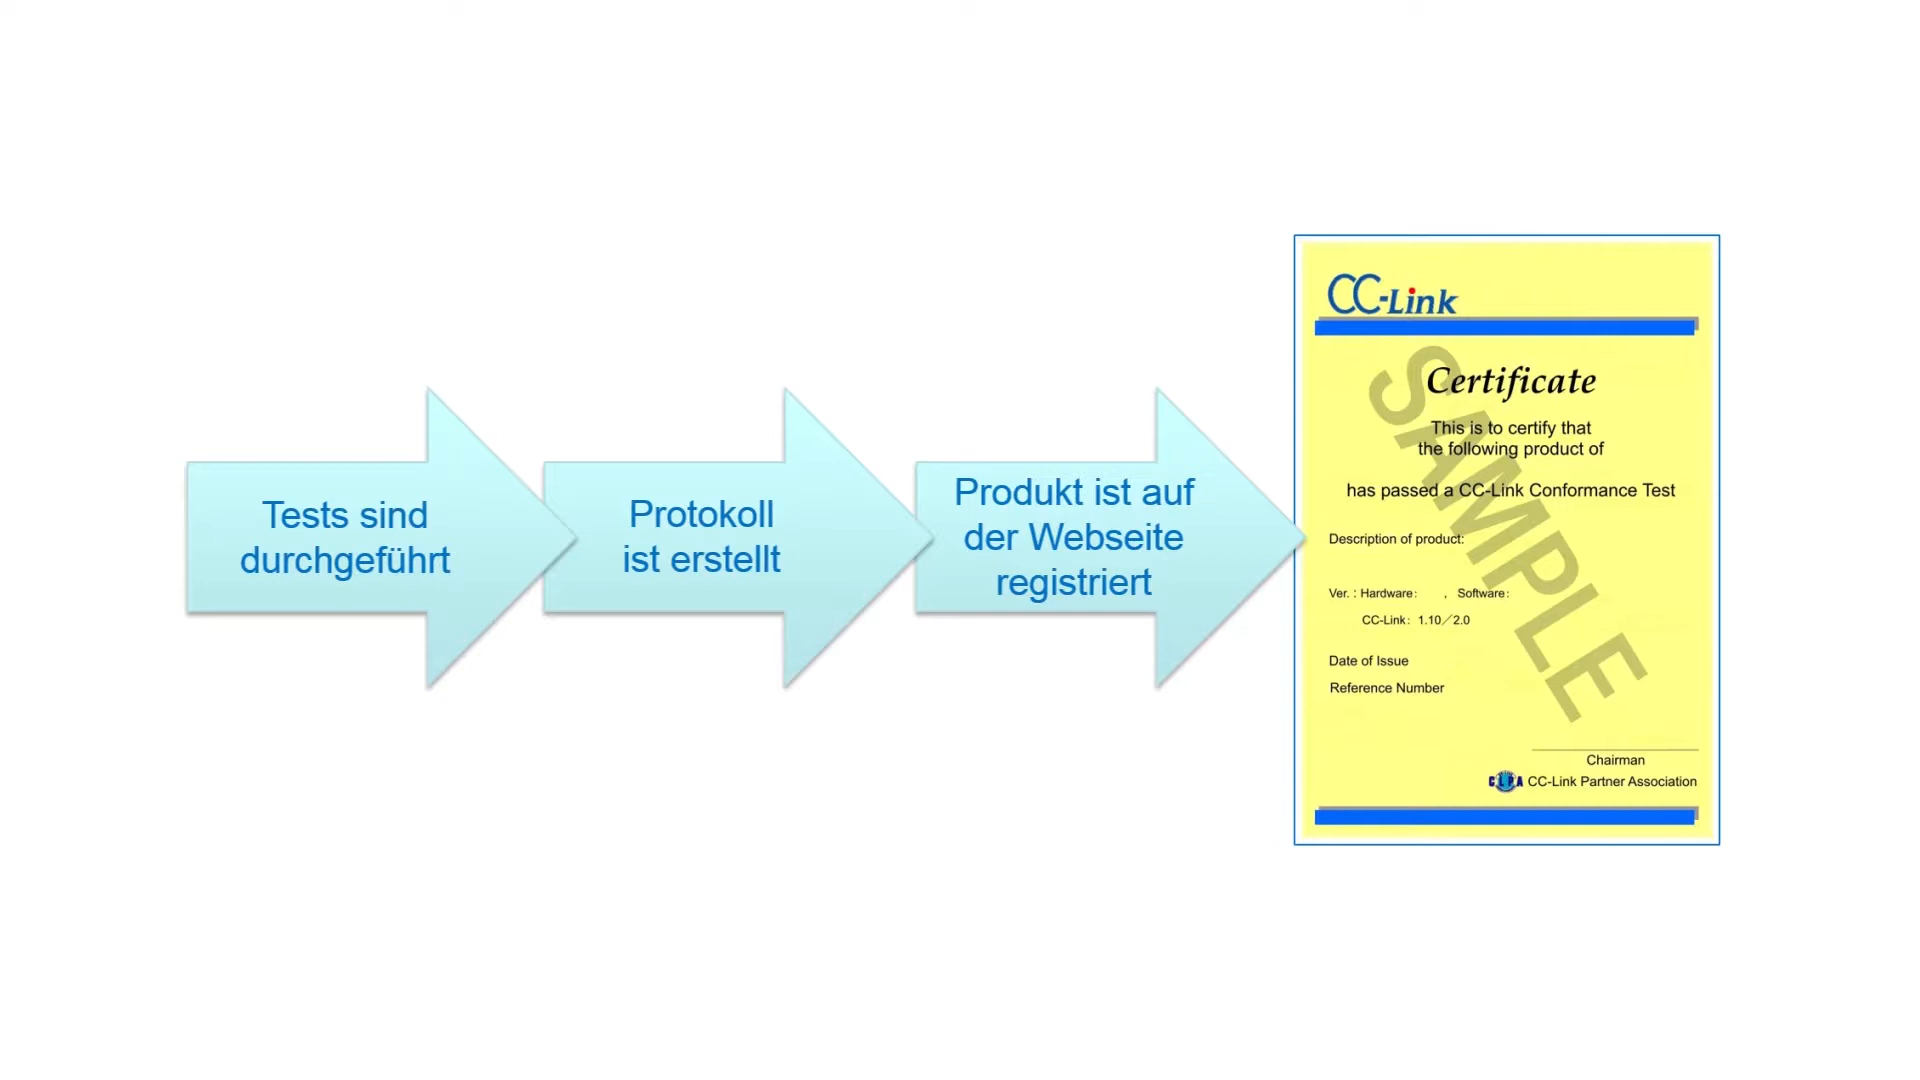 Tests sind
durchgeführt
Protokoll
ist erstellt
Produkt ist auf
der Webseite
registriert
CC-Link
Certificate
This is to certify that
the following product of
has passed a CC-Link Conformance Test
Description of product:
Ver. : Hardware: , Software:
CC-Link: 1.10／2.0
Date of Issue
Reference Number
SAMPLE
Chairman
CLPA CC-Link Partner Association